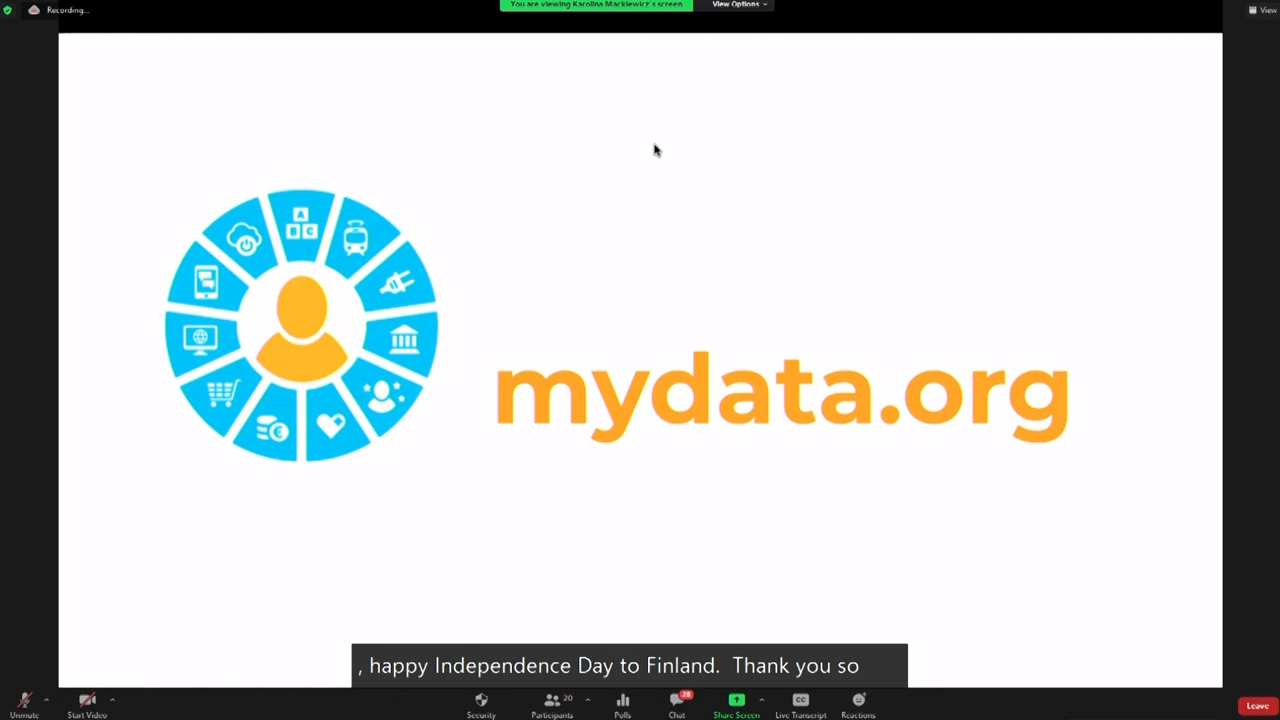 Recording...
You are viewing Karolina Mackiewicz's screen
View Options
View
A
B C
mydata.org
, happy Independence Day to Finland.  Thank you so
20
28
CC
Unmute
Start Video
Security
Participants
Polls
Chat
Share Screen
Live Transcript
Reactions
Leave